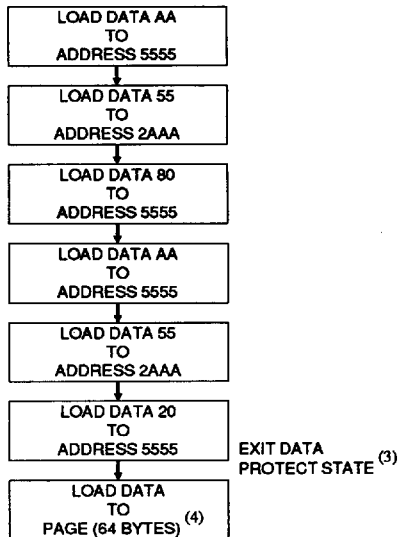 LOAD DATA AA
TO
ADDRESS 5555
LOAD DATA 55
TO
ADDRESS 2AAA
LOAD DATA 80
TO
ADDRESS 5555
LOAD DATA AA
TO
ADDRESS 5555
LOAD DATA 55
TO
ADDRESS 2AAA
LOAD DATA 20
TO
ADDRESS 5555
EXIT DATA
PROTECT STATE (3)
LOAD DATA
TO
PAGE (64 BYTES) (4)